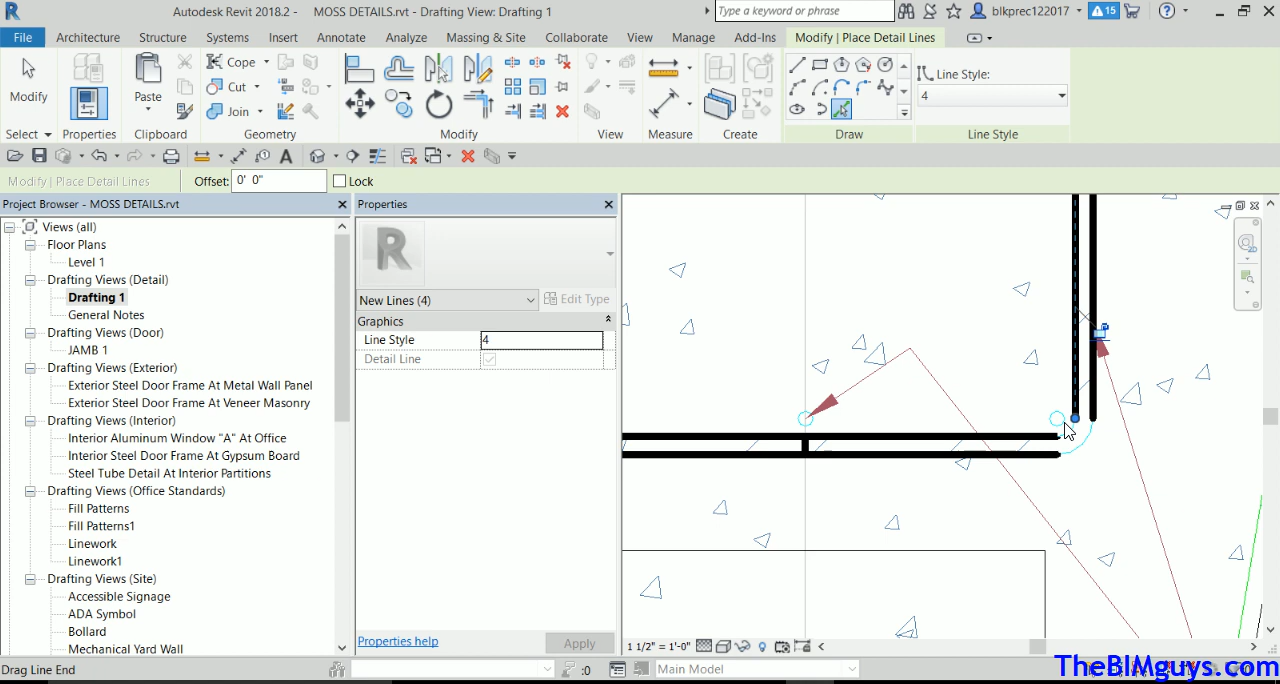 Autodesk Revit 2018.2 - MOSS DETAILS.rvt - Drafting View: Drafting 1
Type a keyword or phrase
blkprec122017
15
File Architecture Structure Systems Insert Annotate Analyze Massing & Site Collaborate View Manage Add-Ins Modify | Place Detail Lines
Modify
Paste
Cope
Cut
Join
Line Style:
4
Select Properties Clipboard Geometry Modify View Measure Create Draw Line Style
Modify | Place Detail Lines Offset: 0' 0" Lock
Project Browser - MOSS DETAILS.rvt
Views (all)
Floor Plans
Level 1
Drafting Views (Detail)
Drafting 1
General Notes
Drafting Views (Door)
JAMB 1
Drafting Views (Exterior)
Exterior Steel Door Frame At Metal Wall Panel
Exterior Steel Door Frame At Veneer Masonry
Drafting Views (Interior)
Interior Aluminum Window "A" At Office
Interior Steel Door Frame At Gypsum Board
Steel Tube Detail At Interior Partitions
Drafting Views (Office Standards)
Fill Patterns
Fill Patterns1
Linework
Linework1
Drafting Views (Site)
Accessible Signage
ADA Symbol
Bollard
Mechanical Yard Wall
Properties
R
New Lines (4) Edit Type
Graphics
Line Style 4
Detail Line
Properties help Apply
1 1/2" = 1'-0"
Drag Line End
:0
Main Model
TheBIMguys.com